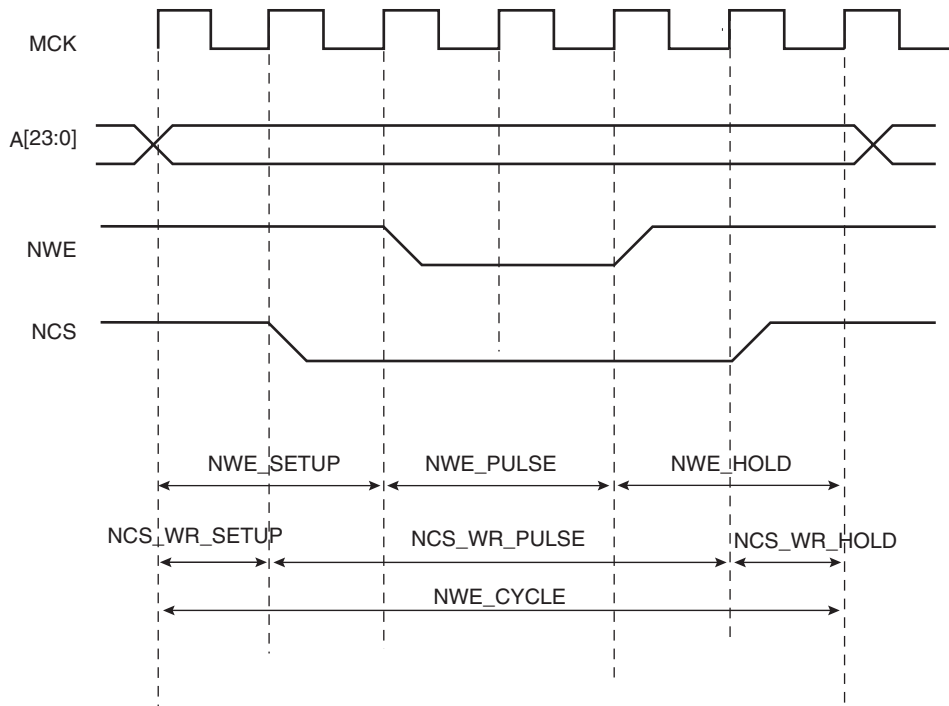 MCK
A[23:0]
NWE
NCS
NWE_SETUP NWE_PULSE NWE_HOLD
NCS_WR_SETUP NCS_WR_PULSE NCS_WR_HOLD
NWE_CYCLE